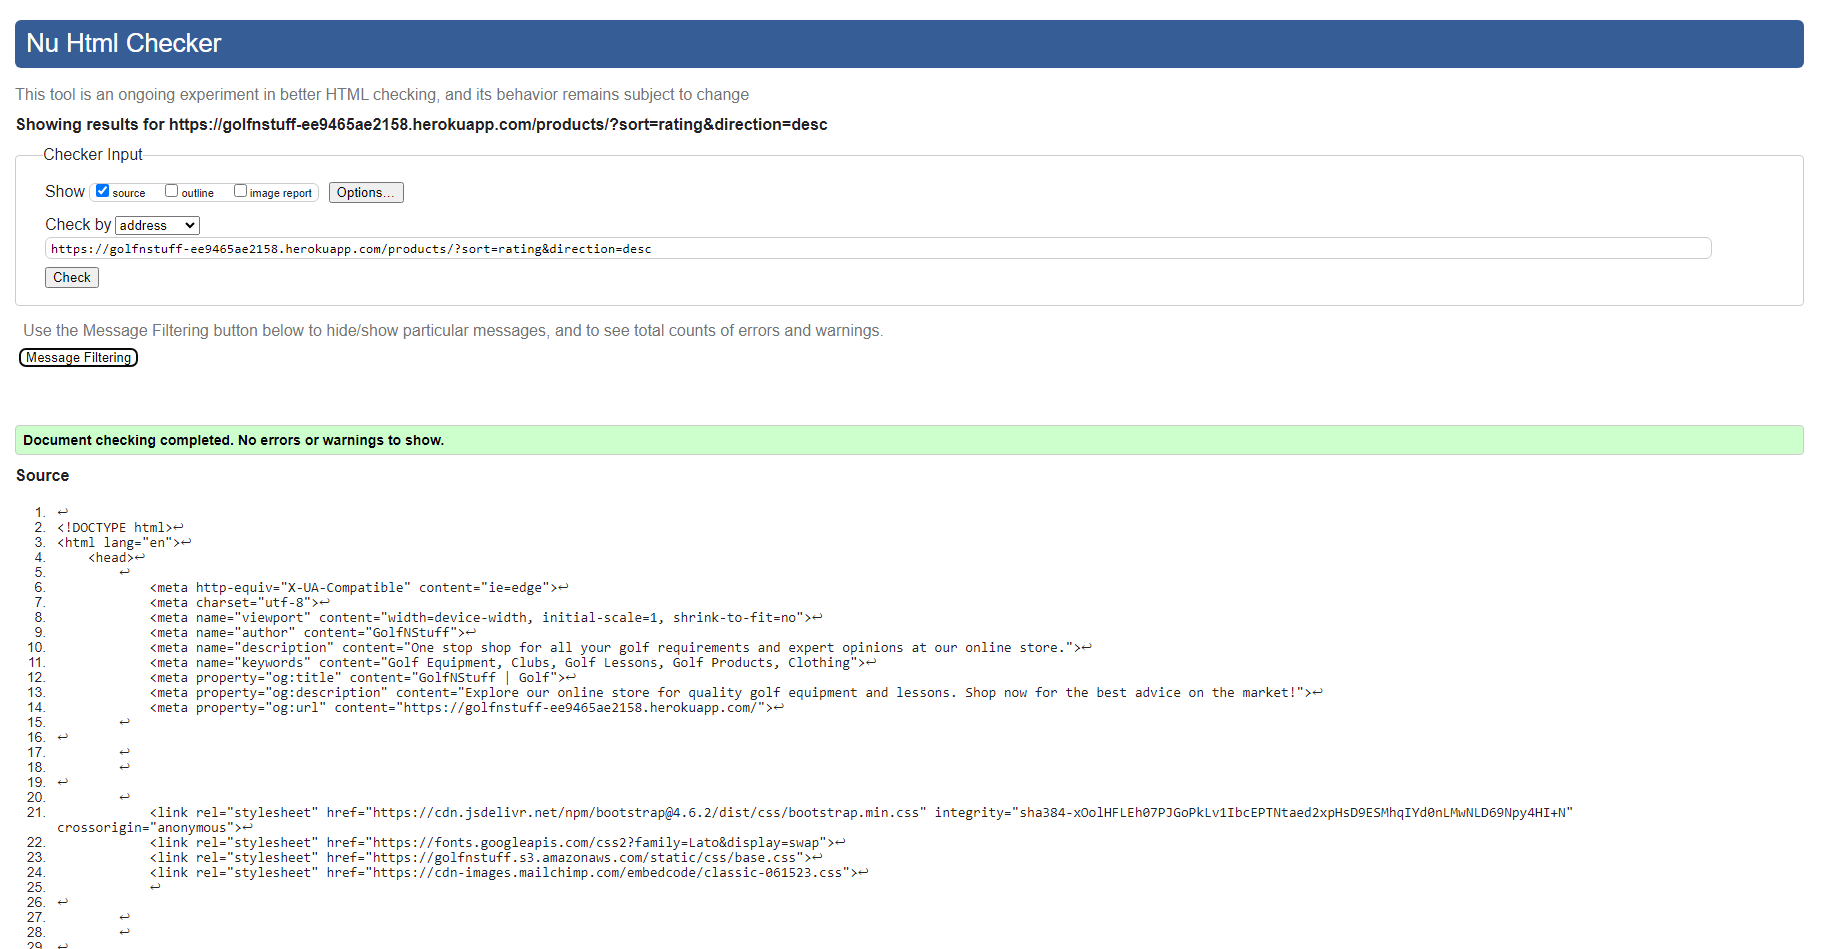 Nu Html Checker
This tool is an ongoing experiment in better HTML checking, and its behavior remains subject to change
Showing results for https://golfnstuff-ee9465ae2158.herokuapp.com/products/?sort=rating&direction=desc
Checker Input
Show source outline image report Options...
Check by address
https://golfnstuff-ee9465ae2158.herokuapp.com/products/?sort=rating&direction=desc
Check
Use the Message Filtering button below to hide/show particular messages, and to see total counts of errors and warnings.
Message Filtering
Document checking completed. No errors or warnings to show.
Source
1. ↩
2. <!DOCTYPE html>↩
3. <html lang="en">↩
4. <head>↩
5. ↩
6. <meta http-equiv="X-UA-Compatible" content="ie=edge">↩
7. <meta charset="utf-8">↩
8. <meta name="viewport" content="width=device-width, initial-scale=1, shrink-to-fit=no">↩
9. <meta name="author" content="GolfNStuff">↩
10. <meta name="description" content="One stop shop for all your golf requirements and expert opinions at our online store.">↩
11. <meta name="keywords" content="Golf Equipment, Clubs, Golf Lessons, Golf Products, Clothing">↩
12. <meta property="og:title" content="GolfNStuff | Golf">↩
13. <meta property="og:description" content="Explore our online store for quality golf equipment and lessons. Shop now for the best advice on the market!">↩
14. <meta property="og:url" content="https://golfnstuff-ee9465ae2158.herokuapp.com/">↩
15. ↩
16. ↩
17. ↩
18. ↩
19. ↩
20. ↩
21. <link rel="stylesheet" href="https://cdn.jsdelivr.net/npm/bootstrap@4.6.2/dist/css/bootstrap.min.css" integrity="sha384-xOolHFLEh07PJGoPkLv1IbcEPTNtaed2xpHsD9ESMhqIYd0nLMwNLD69Npy4HI+N"
crossorigin="anonymous">↩
22. <link rel="stylesheet" href="https://fonts.googleapis.com/css2?family=Lato&display=swap">↩
23. <link rel="stylesheet" href="https://golfnstuff.s3.amazonaws.com/static/css/base.css">↩
24. <link rel="stylesheet" href="https://cdn-images.mailchimp.com/embedcode/classic-061523.css">↩
25. ↩
26. ↩
27. ↩
28. ↩
29. ↩